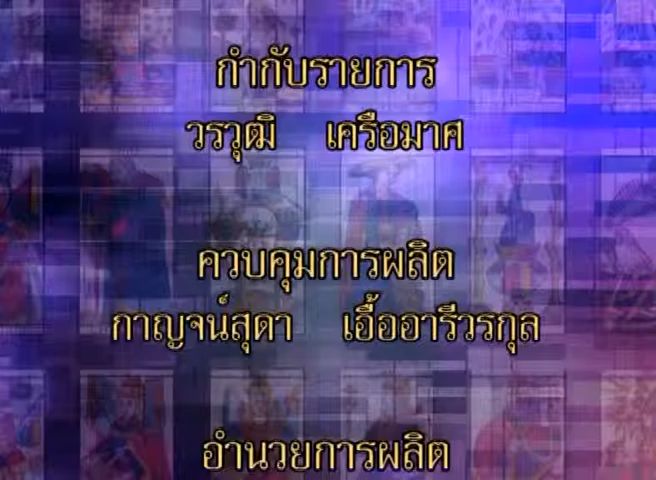 กำกับรายการ
วรวุฒิ เครือมาศ
ควบคุมการผลิต
กาญจน์สุดา เอื้ออารีวรกุล
อำนวยการผลิต